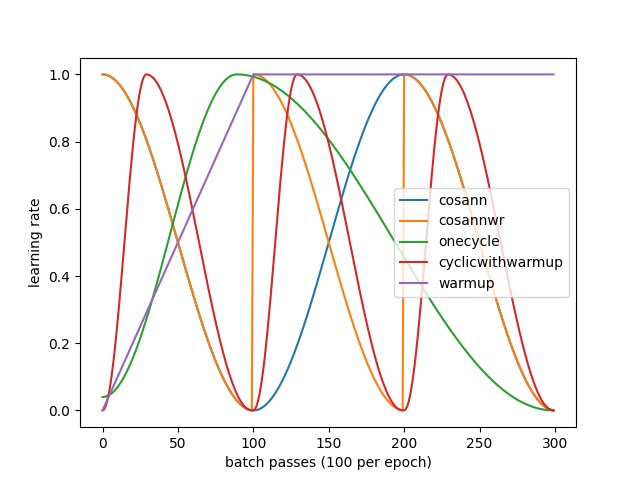 1.0
0.8
0.6
0.4
0.2
0.0
learning rate
cosann
cosannwr
onecycle
cyclicwithwarmup
warmup
0 50 100 150 200 250 300
batch passes (100 per epoch)